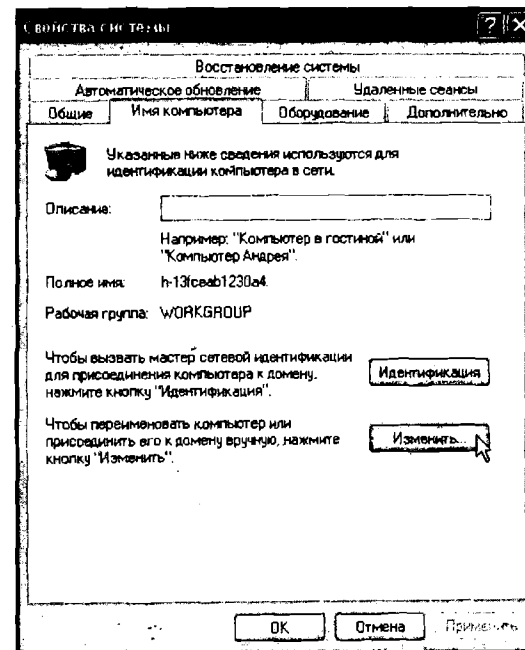 Свойства системы
Восстановление системы
Автоматическое обновление
Удаленные сеансы
Общие
Имя компьютера
Оборудование
Дополнительно
Указанные ниже сведения используются для
идентификации компьютера в сети.
Описание:
Например: "Компьютер в гостиной" или
"Компьютер Андрея".
Полное имя:
h-13fceab1230a4.
Рабочая группа: WORKGROUP
Чтобы вызвать мастер сетевой идентификации
для присоединения компьютера к домену,
нажмите кнопку "Идентификация".
Идентификация
Чтобы переименовать компьютер или
присоединить его к домену вручную, нажмите
кнопку "Изменить".
Изменить...
ОК
Отмена
Применить